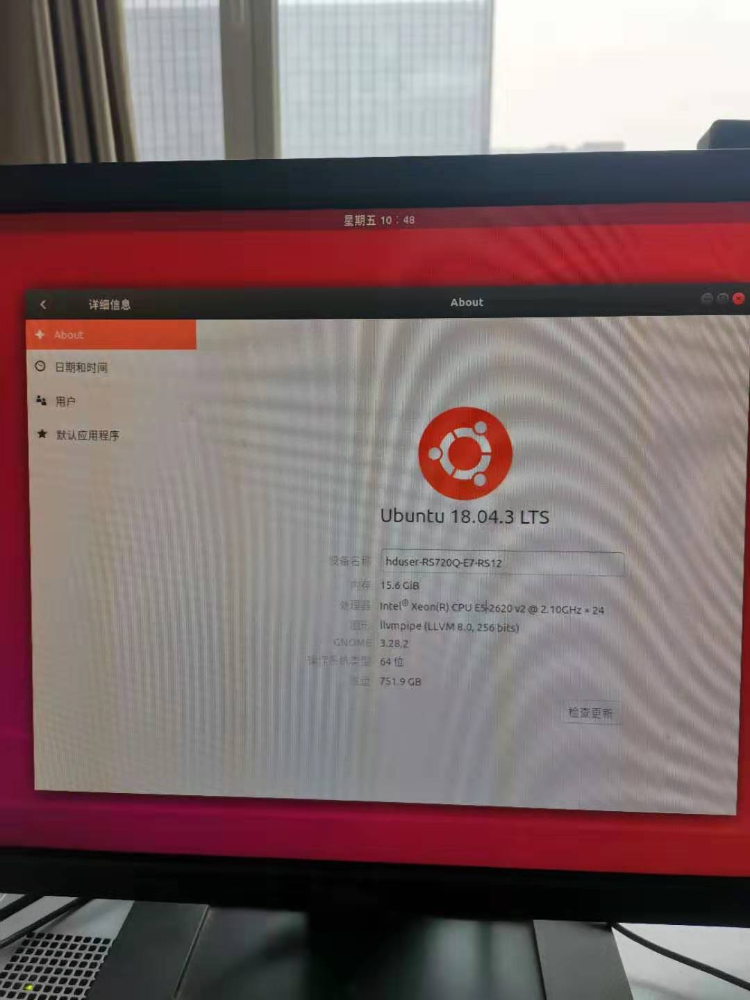 星期五 10：48
详细信息
About
About
日期和时间
用户
默认应用程序
Ubuntu 18.04.3 LTS
设备名称 hduser-RS720Q-E7-RS12
内存 15.6 GiB
处理器 Intel® Xeon(R) CPU E5-2620 v2 @ 2.10GHz × 24
图形 llvmpipe (LLVM 8.0, 256 bits)
GNOME 3.28.2
操作系统类型 64 位
磁盘 751.9 GB
检查更新